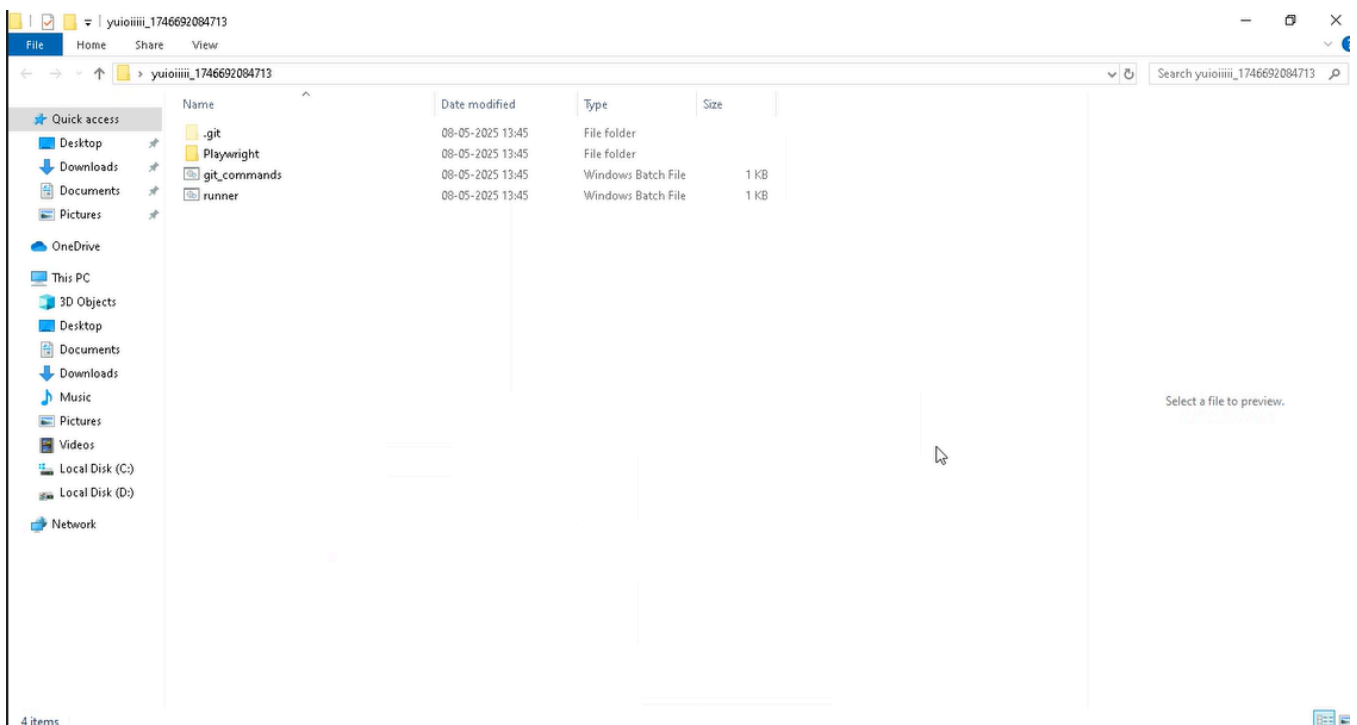 yuioiiiii_1746692084713
File Home Share View
yuioiiiii_1746692084713
Search yuioiiiii_1746692084713
Name Date modified Type Size
.git 08-05-2025 13:45 File folder
Playwright 08-05-2025 13:45 File folder
git_commands 08-05-2025 13:45 Windows Batch File 1 KB
runner 08-05-2025 13:45 Windows Batch File 1 KB
Quick access
Desktop
Downloads
Documents
Pictures
OneDrive
This PC
3D Objects
Desktop
Documents
Downloads
Music
Pictures
Videos
Local Disk (C:)
Local Disk (D:)
Network
Select a file to preview.
4 items